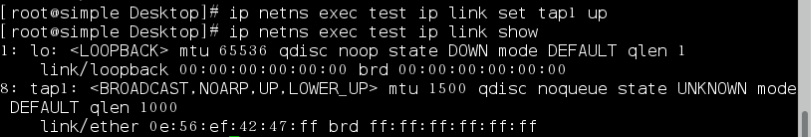 [root@simple Desktop]# ip netns exec test ip link set tap1 up
[root@simple Desktop]# ip netns exec test ip link show
1: lo: <LOOPBACK> mtu 65536 qdisc noop state DOWN mode DEFAULT qlen 1
    link/loopback 00:00:00:00:00:00 brd 00:00:00:00:00:00
8: tap1: <BROADCAST,NOARP,UP,LOWER_UP> mtu 1500 qdisc noqueue state UNKNOWN mode
 DEFAULT qlen 1000
    link/ether 0e:56:ef:42:47:ff brd ff:ff:ff:ff:ff:ff